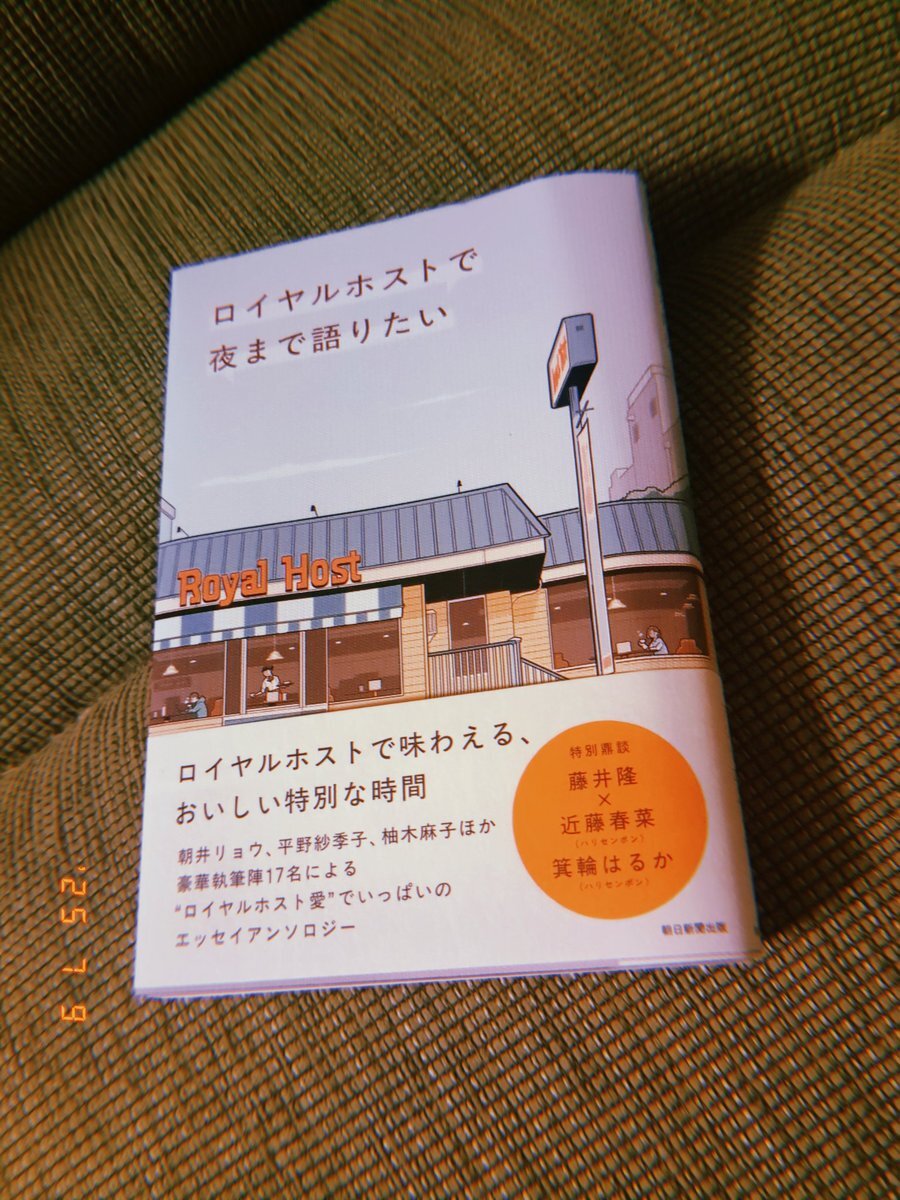 ロイヤルホストで
夜まで語りたい
Royal Host
ロイヤルホストで味わえる、
おいしい特別な時間
朝井リョウ、平野紗季子、柚木麻子ほか
豪華執筆陣17名による
“ロイヤルホスト愛”でいっぱいの
エッセイアンソロジー
特別鼎談
藤井隆
×
近藤春菜
(ハリセンボン)
箕輪はるか
(ハリセンボン)
朝日新聞出版
'25 7 9